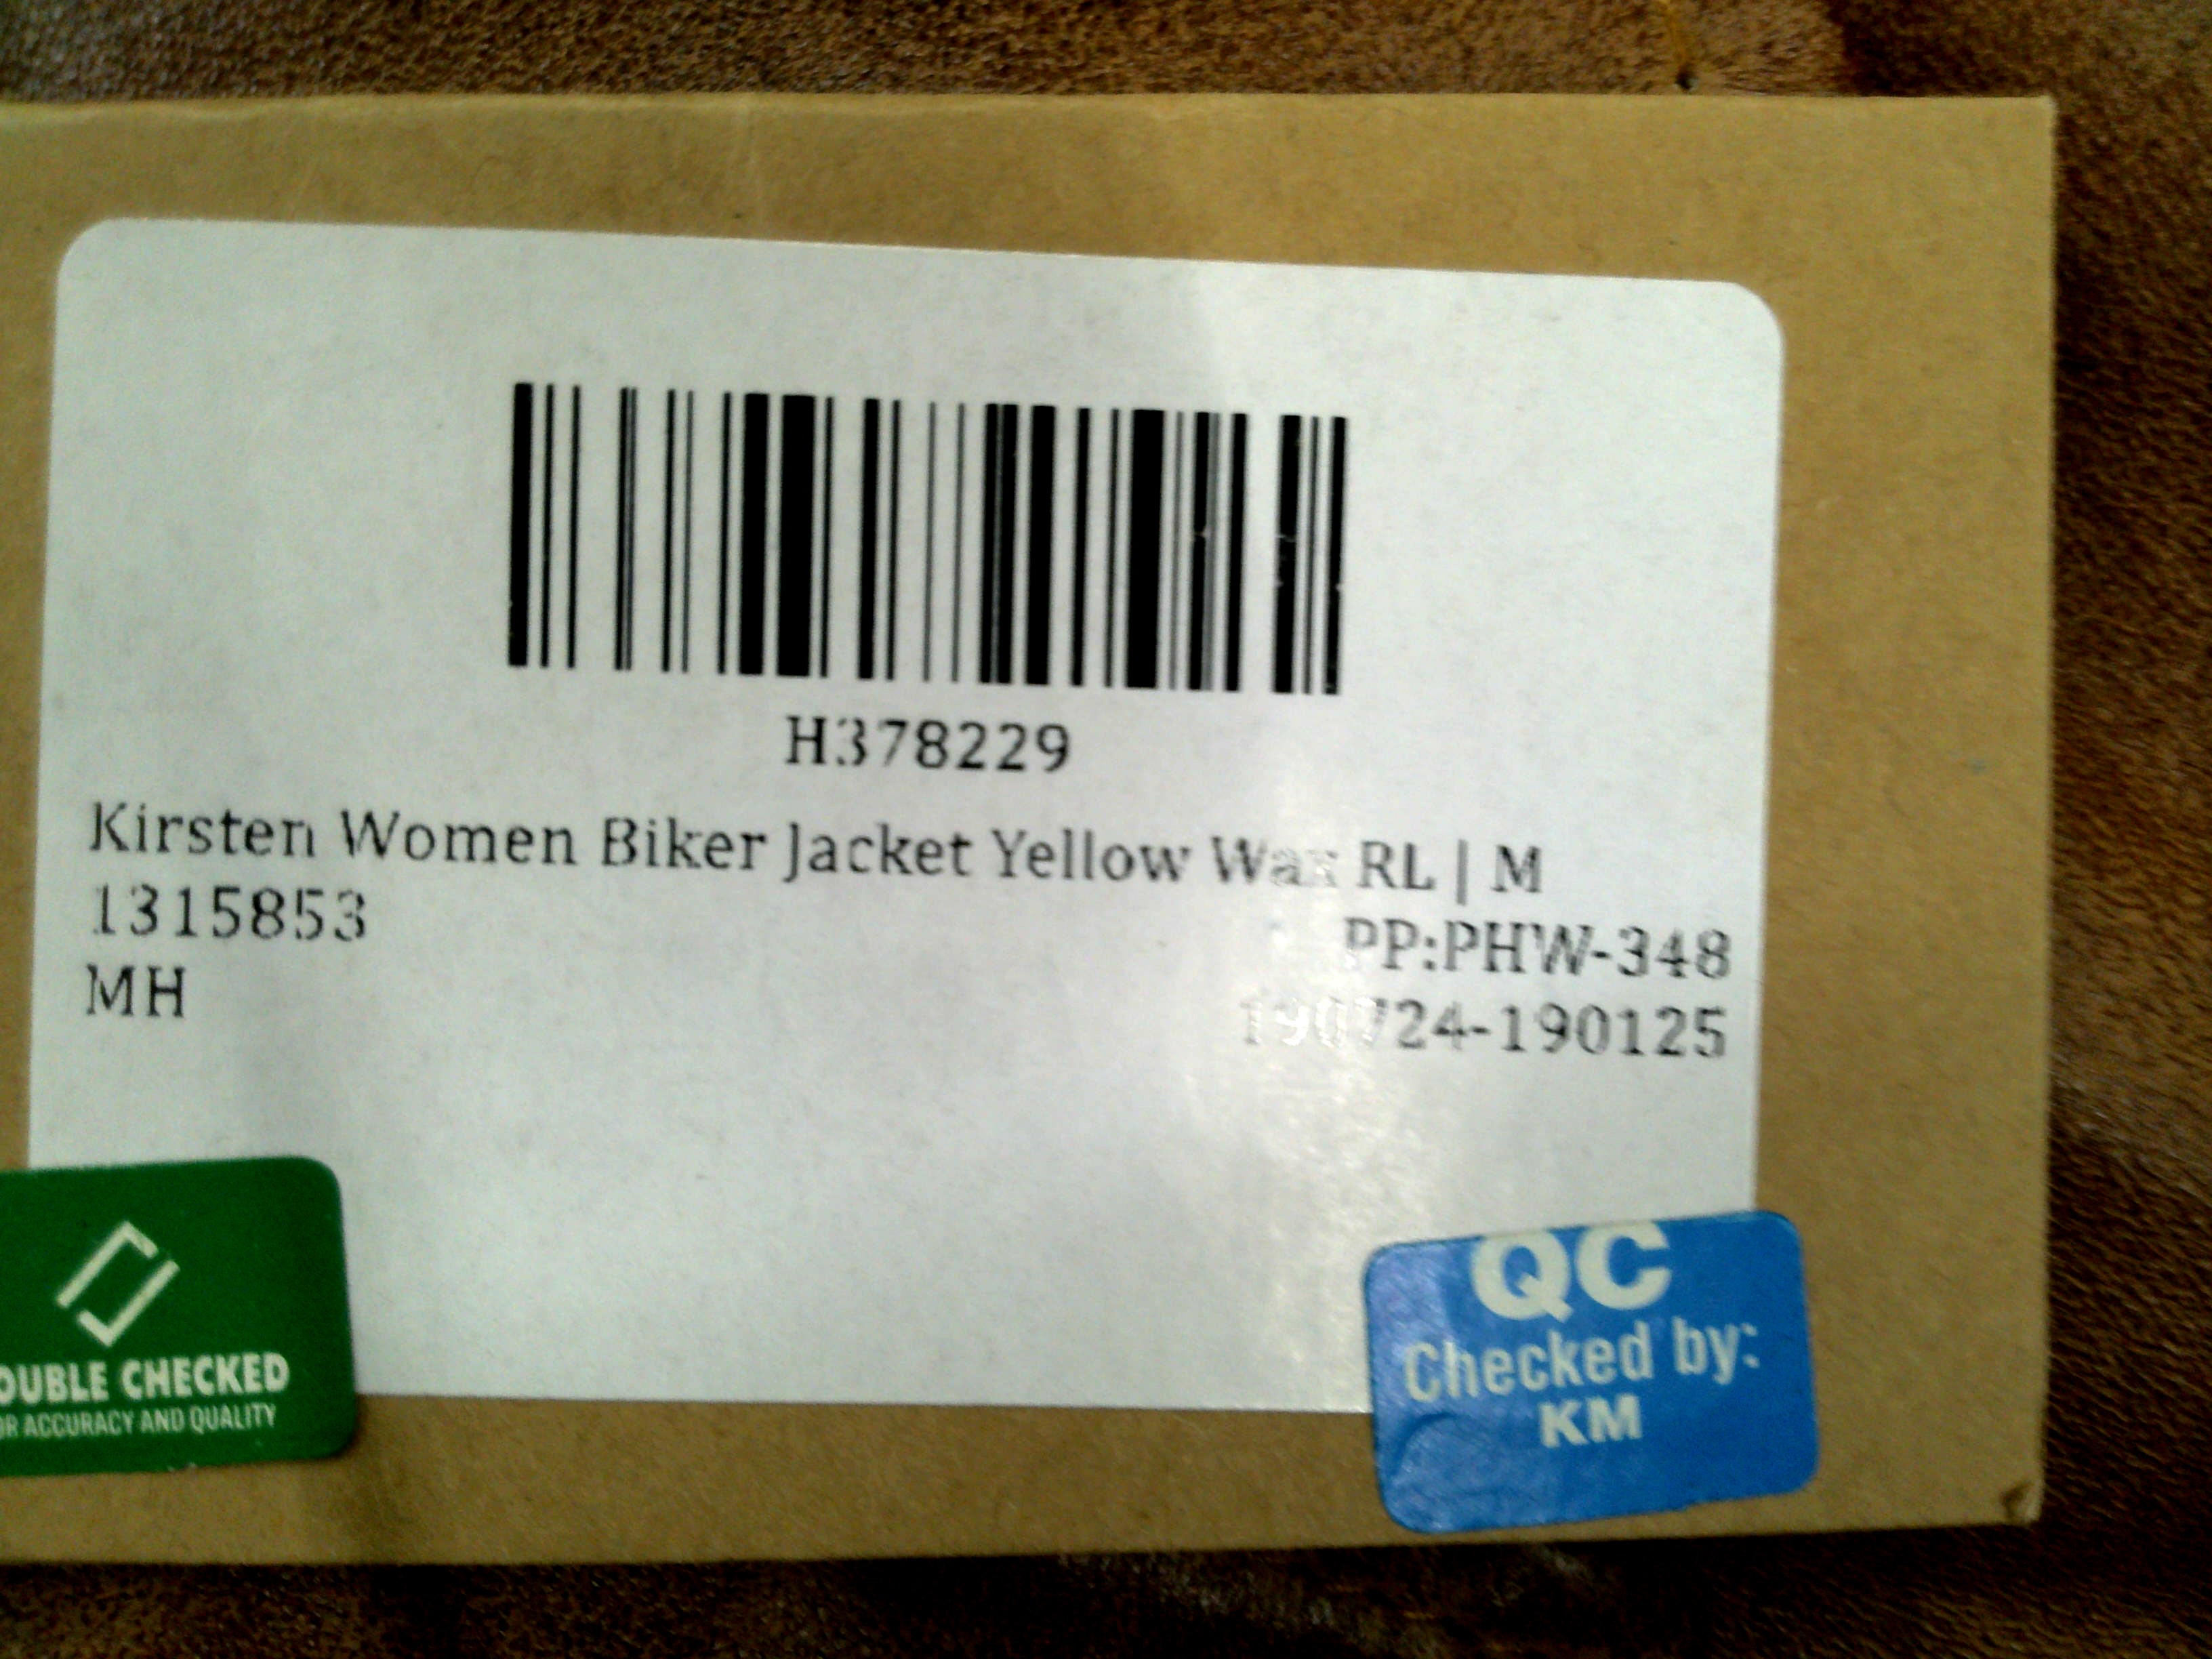 H378229
Kirsten Women Biker Jacket Yellow Wax RL | M
1315853
PP:PHW-348
MH
190724-190125
OUBLE CHECKED
OR ACCURACY AND QUALITY
QC
Checked by:
KM